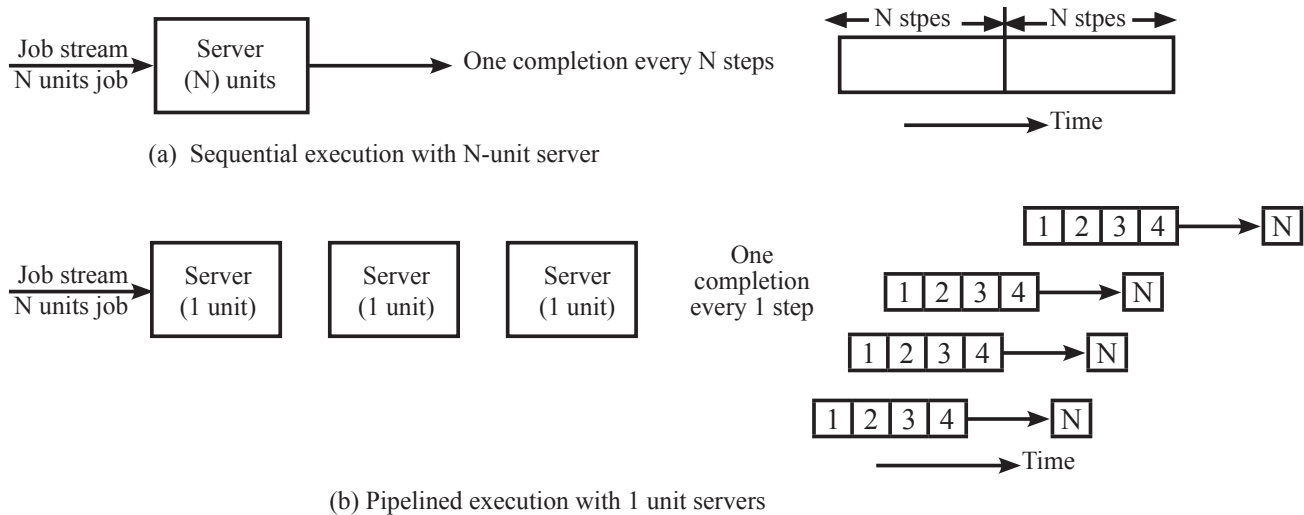 Job stream
N units job
Server
(N) units
One completion every N steps
N stpes N stpes
Time
(a) Sequential execution with N-unit server
Job stream
N units job
Server
(1 unit)
Server
(1 unit)
Server
(1 unit)
One
completion
every 1 step
1 2 3 4 N
1 2 3 4 N
1 2 3 4 N
1 2 3 4 N
Time
(b) Pipelined execution with 1 unit servers